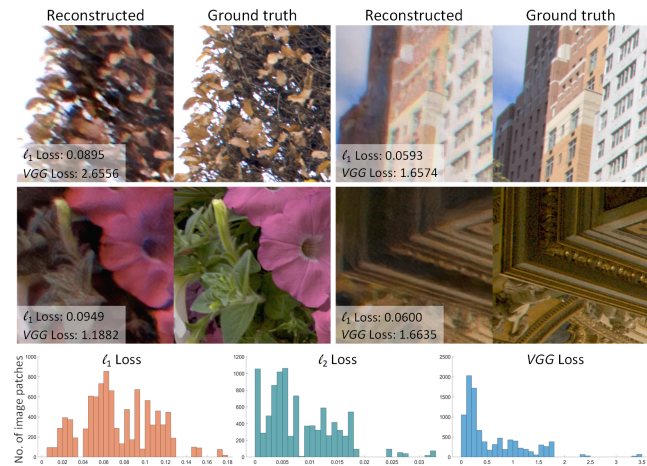 Reconstructed Ground truth Reconstructed Ground truth
ℓ₁ Loss: 0.0895
VGG Loss: 2.6556
ℓ₁ Loss: 0.0593
VGG Loss: 1.6574
ℓ₁ Loss: 0.0949
VGG Loss: 1.1882
ℓ₁ Loss: 0.0600
VGG Loss: 1.6635
No. of image patches
ℓ₁ Loss
1000
800
600
400
200
0
0 0.02 0.04 0.06 0.08 0.1 0.12 0.14 0.16 0.18
ℓ₂ Loss
1200
1000
800
600
400
200
0
0 0.005 0.01 0.015 0.02 0.025 0.03
VGG Loss
2500
2000
1500
1000
500
0
0 0.5 1 1.5 2 2.5 3 3.5